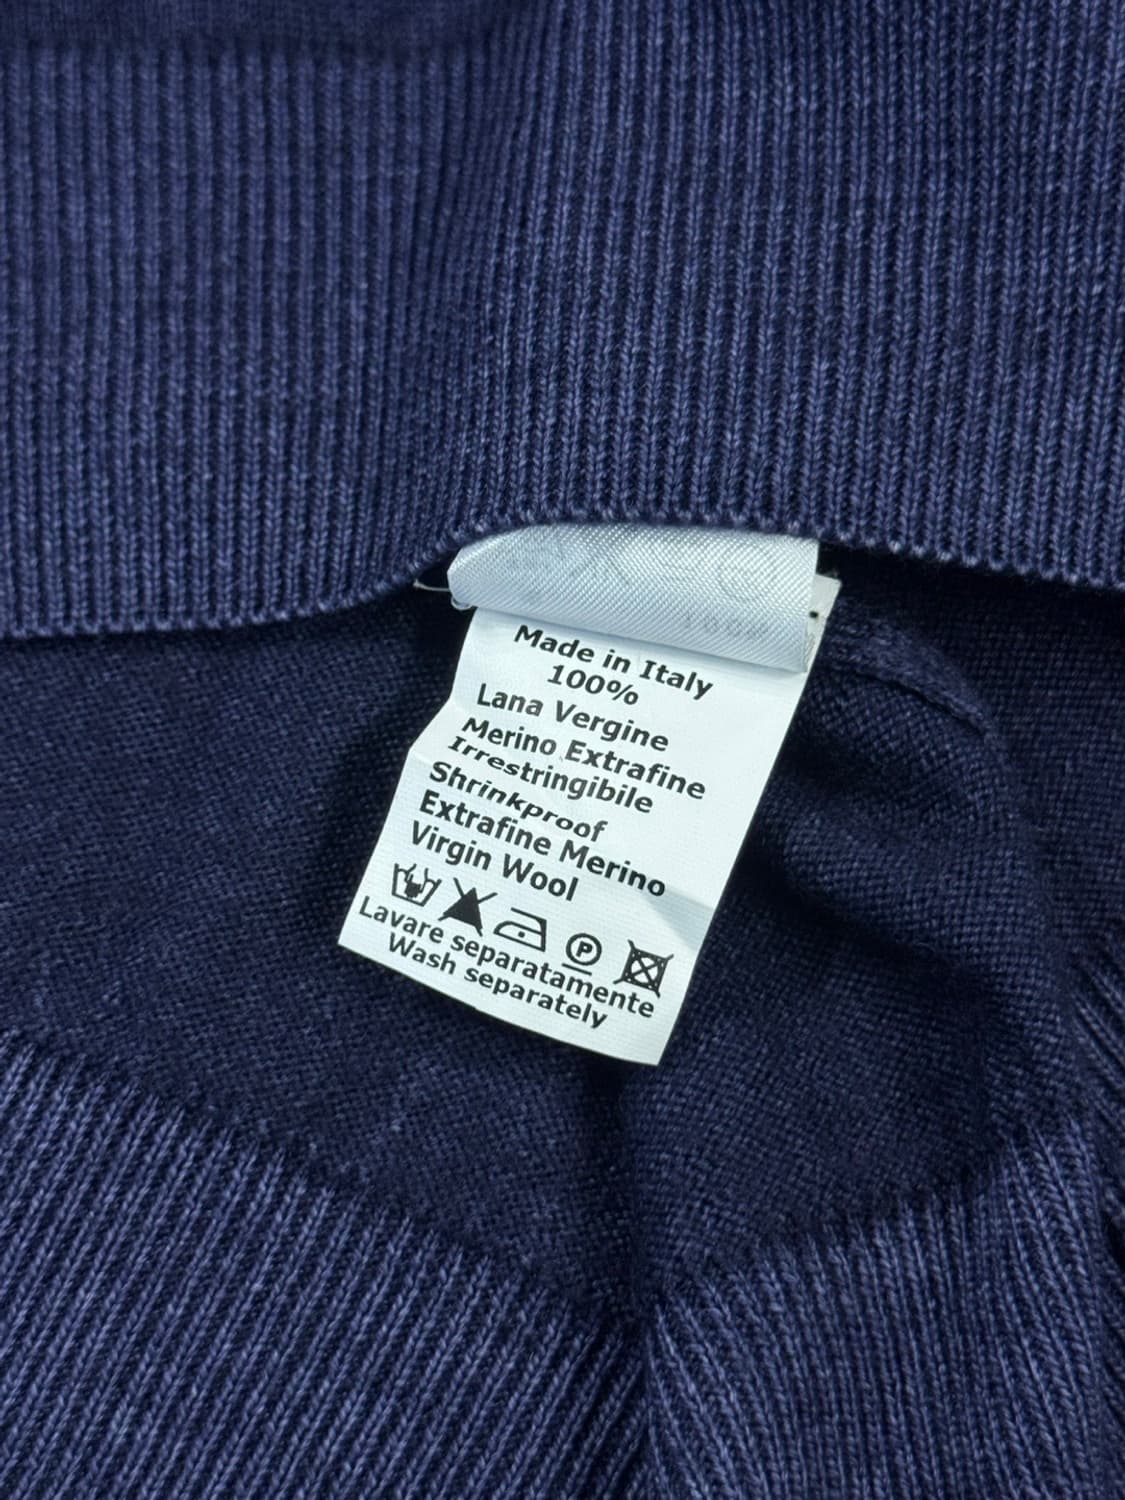 Made in Italy
100%
Lana Vergine
Merino Extrafine
Irrestringibile
Shrinkproof
Extrafine Merino
Virgin Wool
P
Lavare separatamente
Wash separately